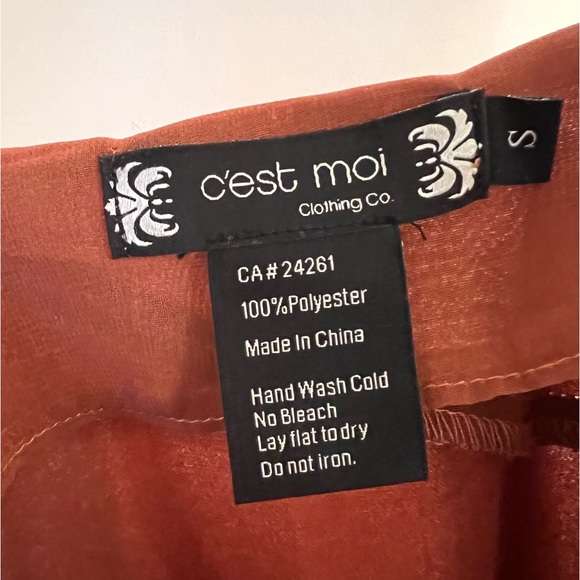 c'est moi
Clothing Co.
S
CA# 24261
100%Polyester
Made In China
Hand Wash Cold
No Bleach
Lay flat to dry
Do not iron.